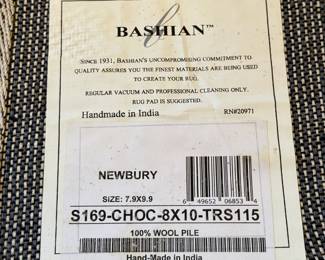 b
BASHIAN™
SINCE 1931, BASHIAN'S UNCOMPROMISING COMMITMENT TO
QUALITY ASSURES YOU THE FINEST MATERIALS ARE BEING USED
TO CREATE YOUR RUG.
REGULAR VACUUM AND PROFESSIONAL CLEANING ONLY.
RUG PAD IS SUGGESTED.
Handmade in India RN#20971
NEWBURY
SIZE: 7.9X9.9
6 49652 06853 4
S169-CHOC-8X10-TRS115
100% WOOL PILE
Hand-Made in India